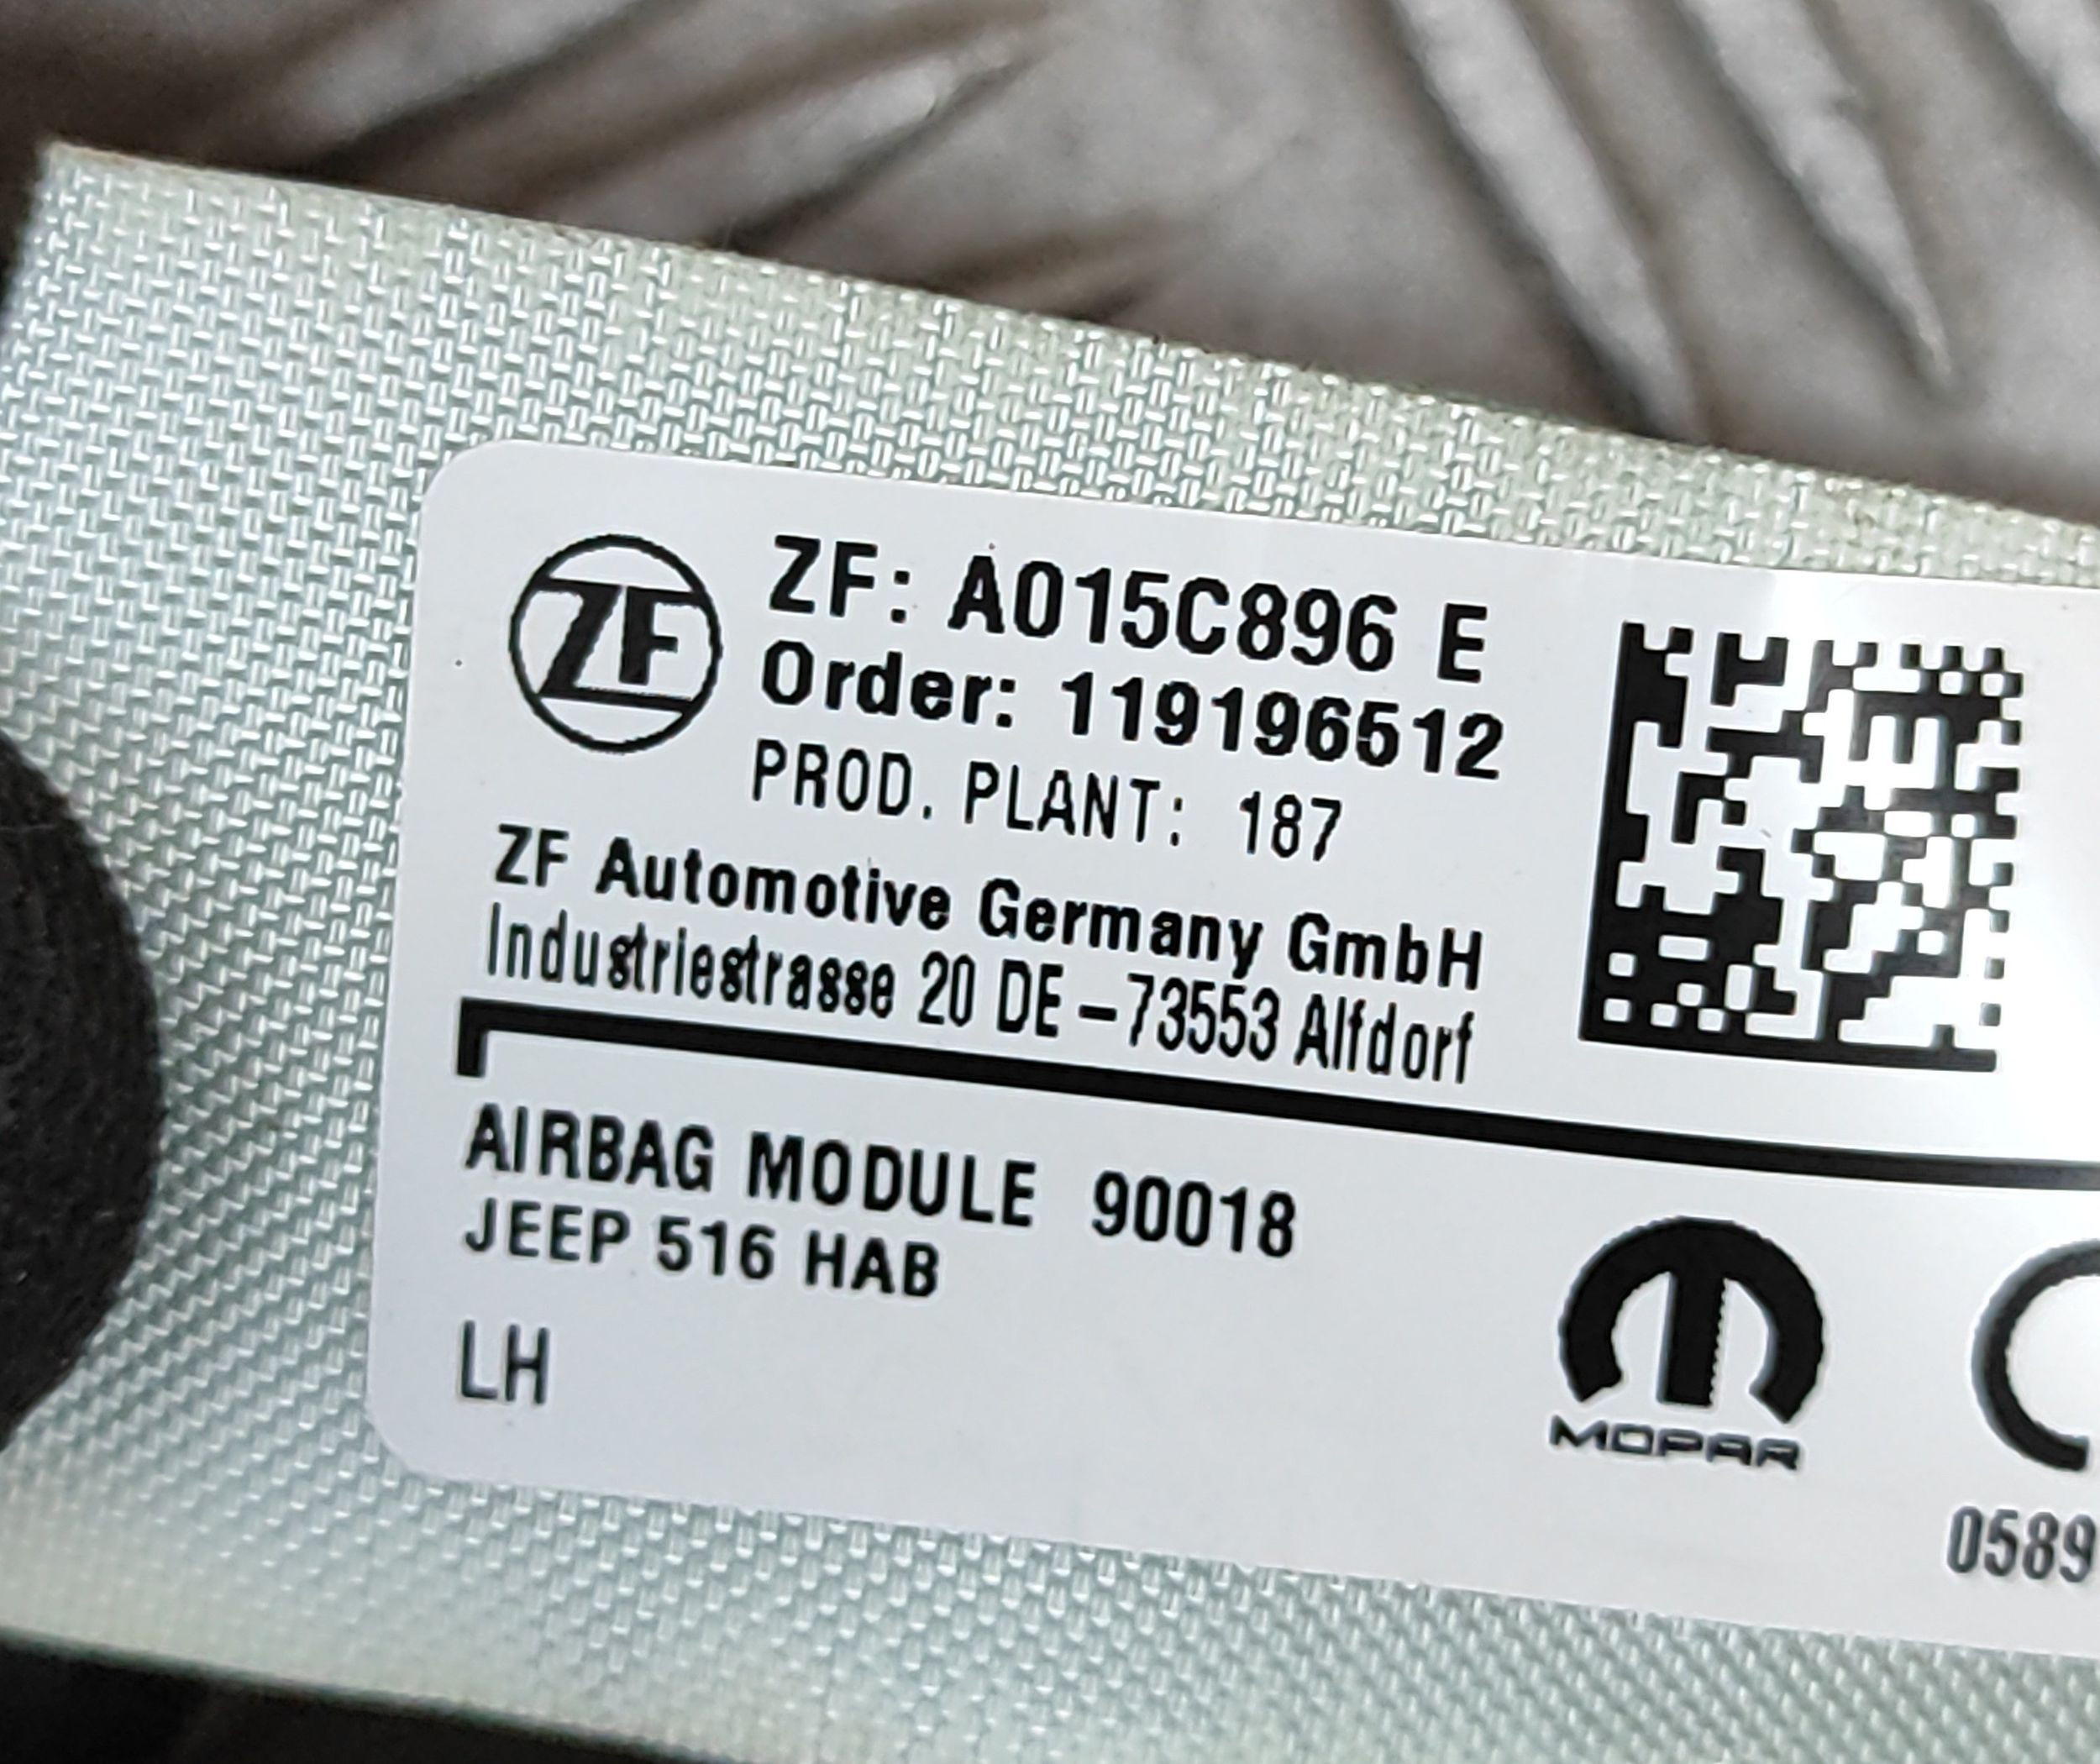 ZF
ZF: A015C896 E
Order: 119196512
PROD. PLANT: 187
ZF Automotive Germany GmbH
Industriestrasse 20 DE-73553 Alfdorf
AIRBAG MODULE 90018
JEEP 516 HAB
LH
MOPAR
0589